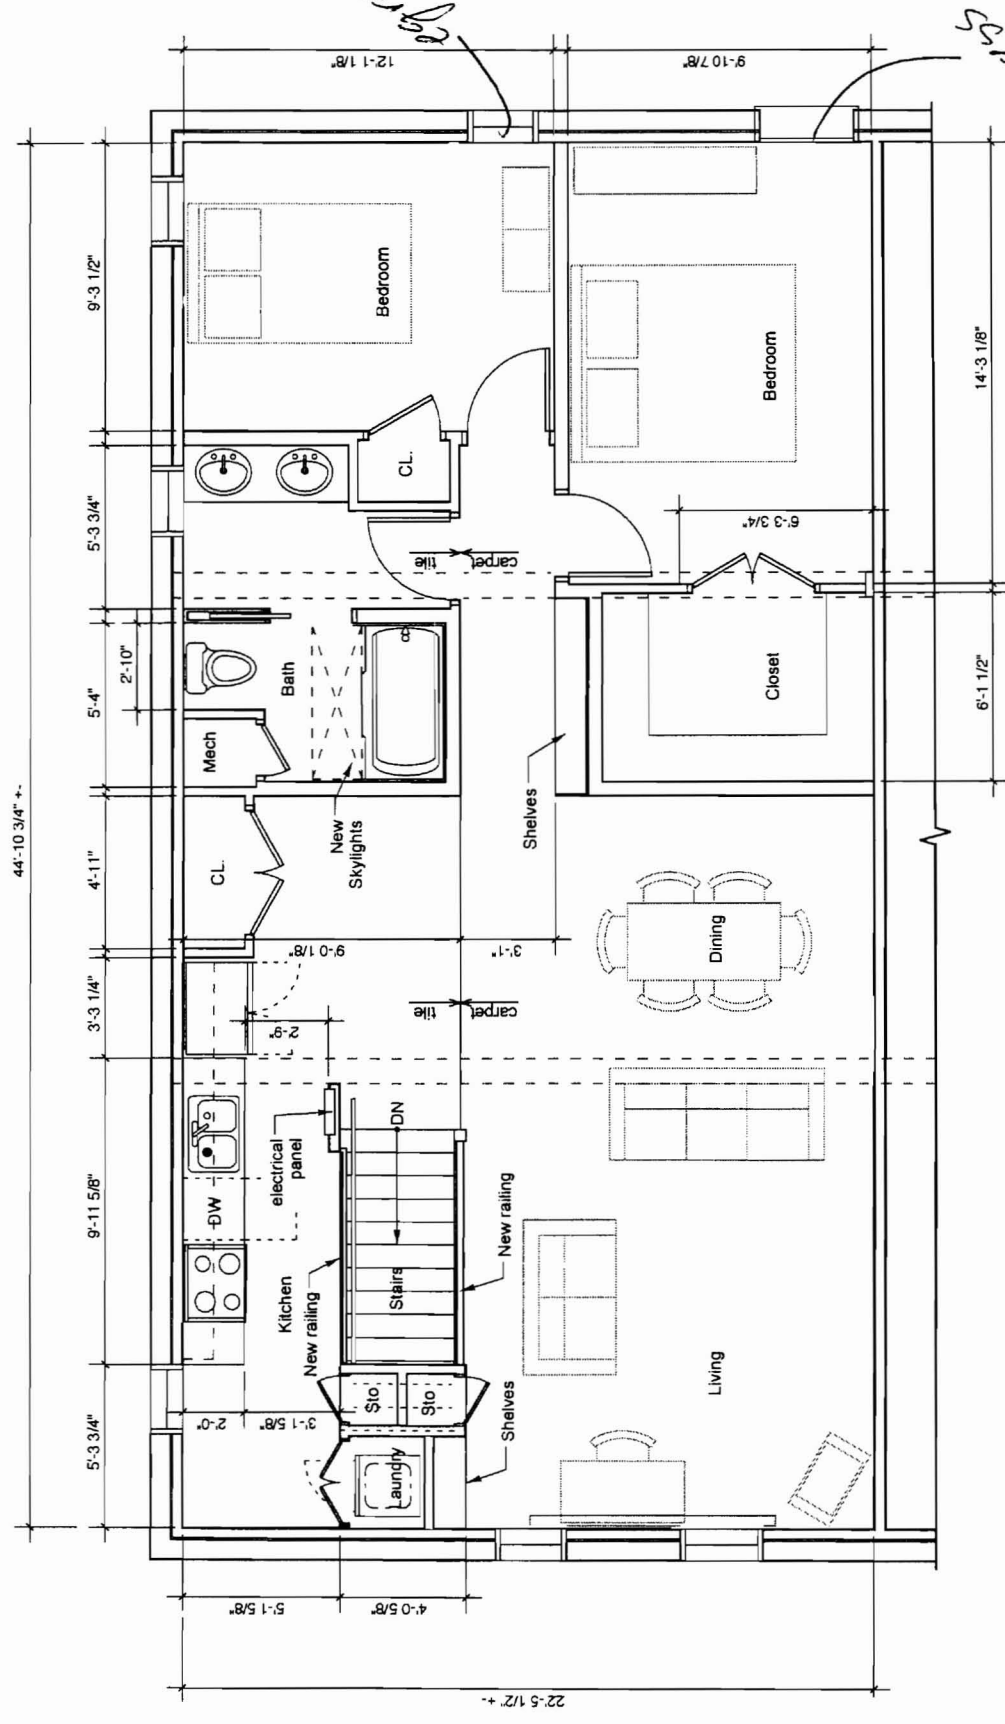 44'-10 3/4" +-
5'-3 3/4"
9'-11 5/8"
3'-3 1/4"
4'-11"
5'-4"
5'-3 3/4"
9'-3 1/2"
2'-10"
22'-5 1/2" +-
5'-1 5/8"
4'-0 5/8"
2'-0"
3'-1 5/8"
2'-9"
9'-0 1/8"
3'-1"
12'-1 1/8"
9'-10 7/8"
6'-3 3/4"
6'-1 1/2"
14'-3 1/8"
Kitchen
New railing
DW
electrical
panel
Laundry
Sto
Sto
Stairs
DN
New railing
Shelves
Living
Dining
tile
carpet
CL.
New
Skylights
Mech
Bath
Shelves
Closet
tile
carpet
CL.
Bedroom
Bedroom